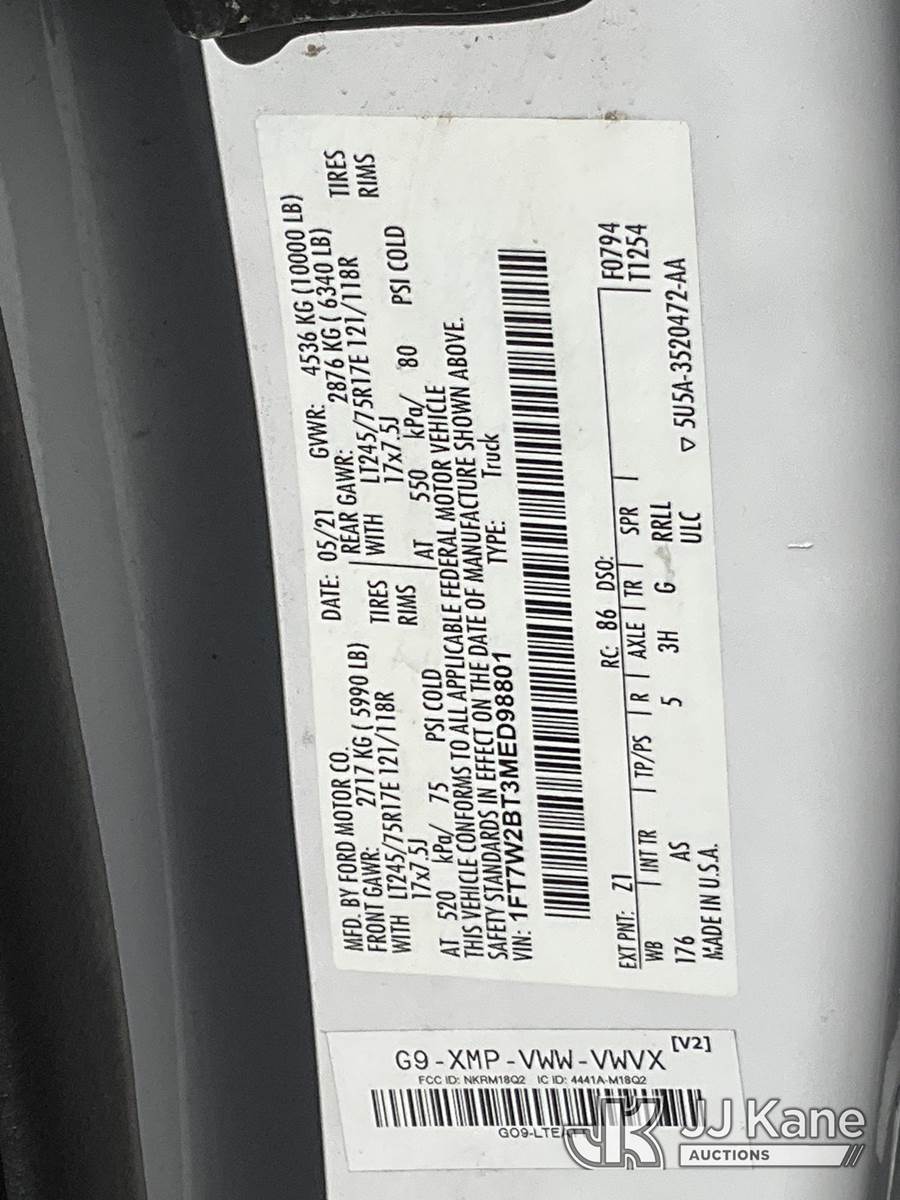 MFD. BY FORD MOTOR CO.
DATE: 05/21
GVWR: 4536 KG (10000 LB)
FRONT GAWR: 2717 KG ( 5990 LB)
REAR GAWR: 2876 KG ( 6340 LB)
WITH LT245/75R17E 121/118R TIRES
WITH LT245/75R17E 121/118R TIRES
17x7.5J RIMS
17x7.5J RIMS
AT 520 kPa/ 75 PSI COLD
AT 550 kPa/ 80 PSI COLD
THIS VEHICLE CONFORMS TO ALL APPLICABLE FEDERAL MOTOR VEHICLE
SAFETY STANDARDS IN EFFECT ON THE DATE OF MANUFACTURE SHOWN ABOVE.
VIN: 1FT7W2BT3MED98801
TYPE: Truck
EXT PNT: Z1 RC: 86 DSO: F0794
WB INT TR TP/PS R AXLE TR SPR T1254
176 AS 5 3H G RRLL
MADE IN U.S.A. ULC ▽ 5U5A-3520472-AA
G9-XMP-VWW-VWVX [V2]
FCC ID: NKRM18Q2 IC ID: 4441A-M18Q2
JJ Kane
AUCTIONS